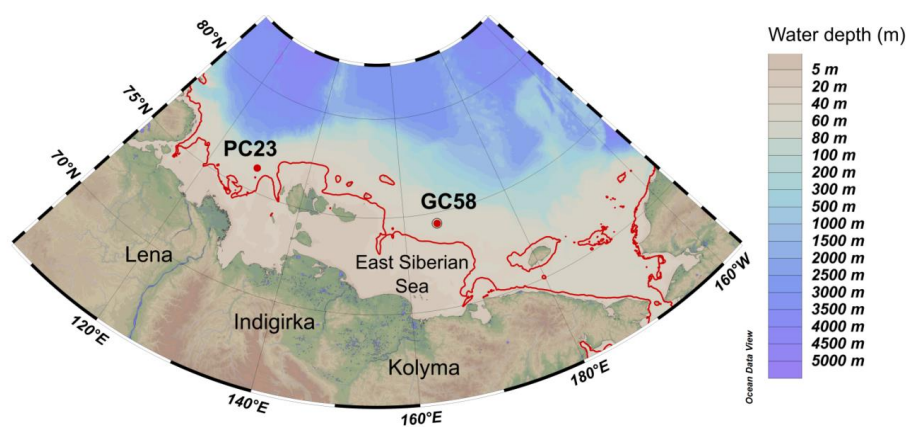 Water depth (m)
5 m
20 m
40 m
60 m
80 m
100 m
200 m
300 m
500 m
1000 m
1500 m
2000 m
2500 m
3000 m
3500 m
4000 m
4500 m
5000 m
80°N
75°N
70°N
PC23
GC58
Lena
East Siberian
Sea
Indigirka
Kolyma
120°E
140°E
160°E
180°E
160°W
Ocean Data View